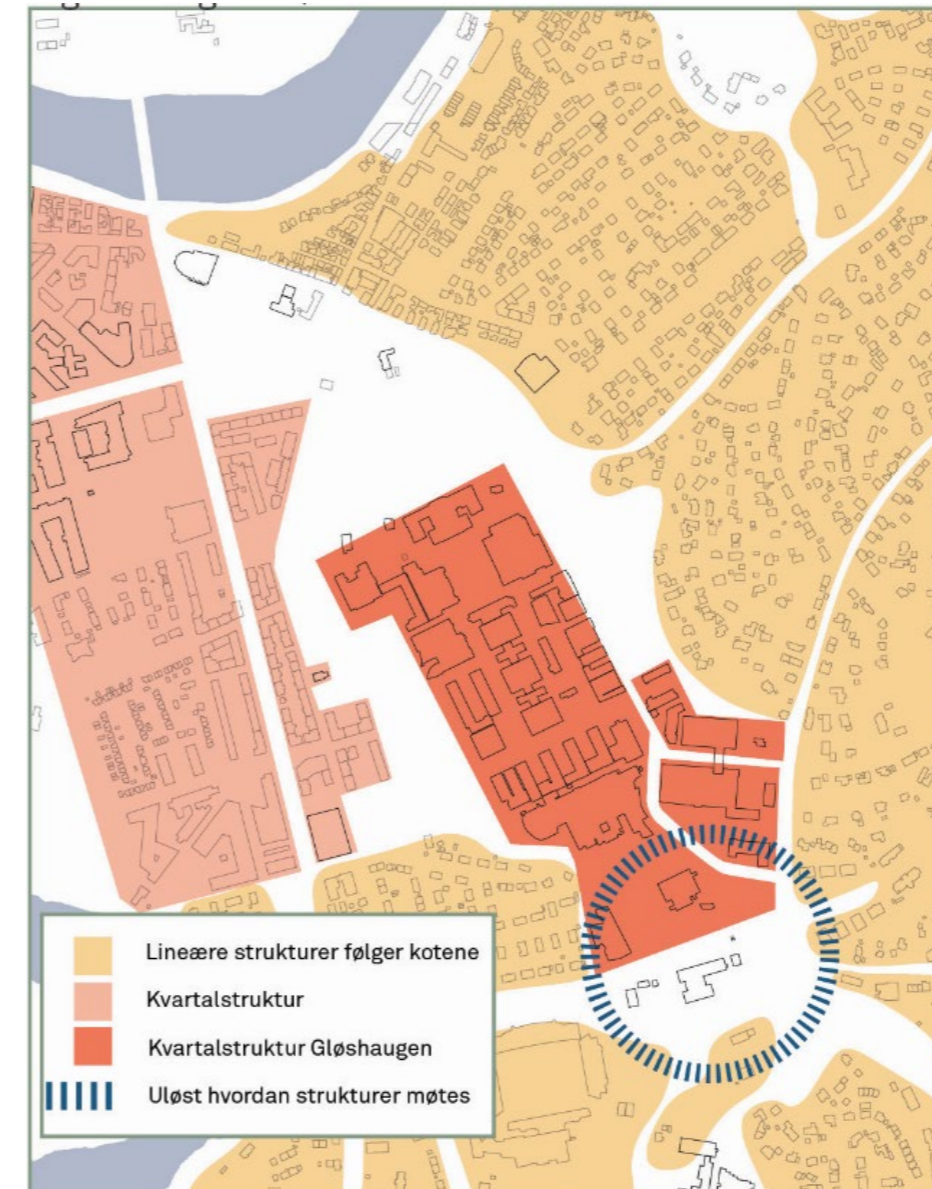 Lineære strukturer følger kotene
Kvartalstruktur
Kvartalstruktur Gløshaugen
Uløst hvordan strukturer møtes